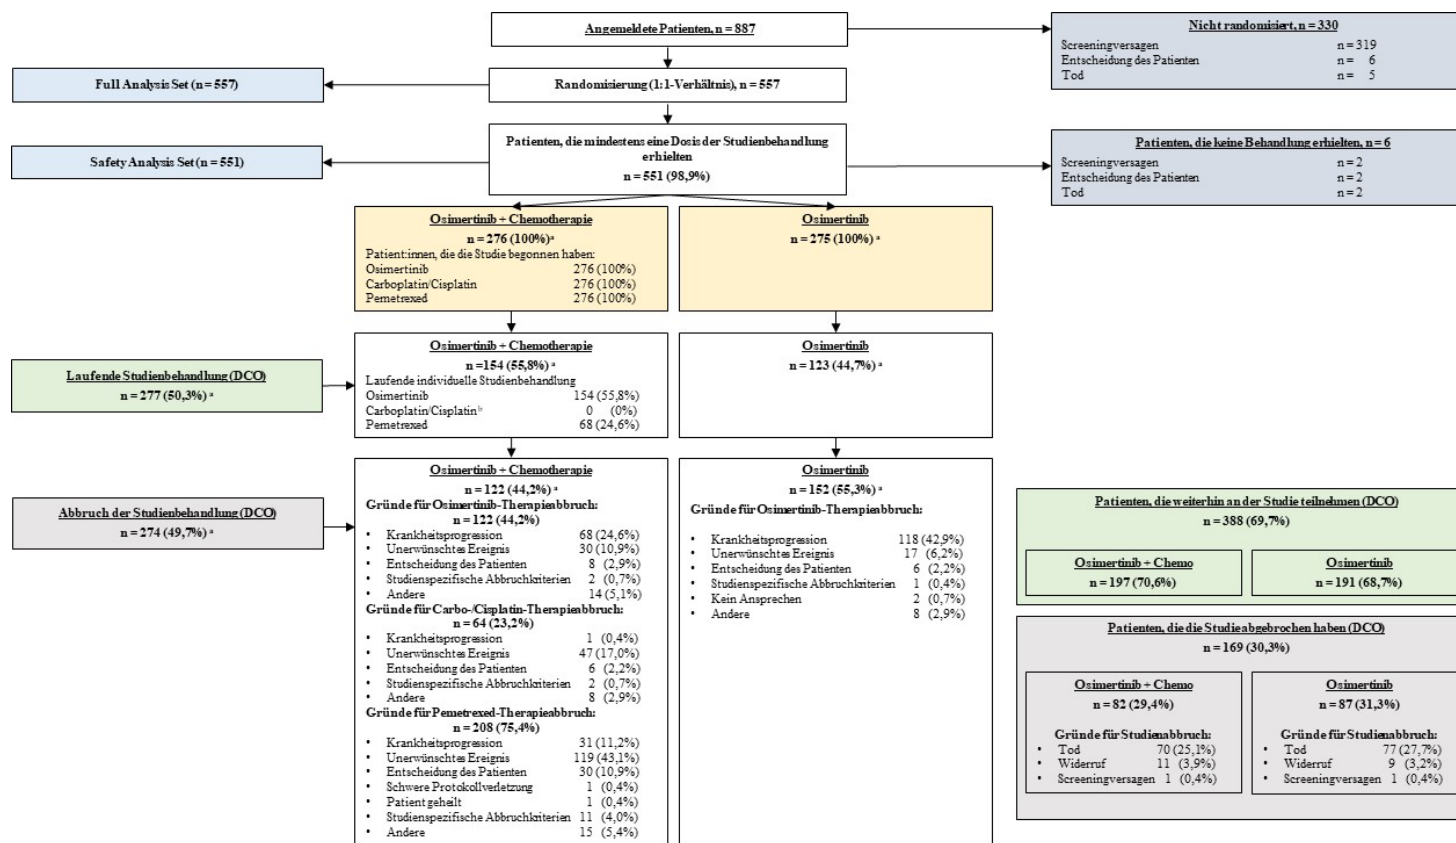 Angemeldete Patienten, n = 887
Nicht randomisiert, n = 330
Screeningversagen n = 319
Entscheidung des Patienten n = 6
Tod n = 5
Full Analysis Set (n = 557)
Randomisierung (1:1-Verhältnis), n = 557
Patienten, die mindestens eine Dosis der Studienbehandlung
erhielten
n = 551 (98,9%)
Safety Analysis Set (n = 551)
Patienten, die keine Behandlung erhielten, n = 6
Screeningversagen n = 2
Entscheidung des Patienten n = 2
Tod n = 2
Osimertinib + Chemotherapie
n = 276 (100%) ᵃ
Patient:innen, die die Studie begonnen haben:
Osimertinib 276 (100%)
Carboplatin/Cisplatin 276 (100%)
Pemetrexed 276 (100%)
Osimertinib
n = 275 (100%) ᵃ
Laufende Studienbehandlung (DCO)
n = 277 (50,3%) ᵃ
Osimertinib + Chemotherapie
n = 154 (55,8%) ᵃ
Laufende individuelle Studienbehandlung
Osimertinib 154 (55,8%)
Carboplatin/Cisplatin ᵇ 0 (0%)
Pemetrexed 68 (24,6%)
Osimertinib
n = 123 (44,7%) ᵃ
Abbruch der Studienbehandlung (DCO)
n = 274 (49,7%) ᵃ
Osimertinib + Chemotherapie
n = 122 (44,2%) ᵃ
Gründe für Osimertinib-Therapieabbruch:
n = 122 (44,2%)
• Krankheitsprogression 68 (24,6%)
• Unerwünschtes Ereignis 30 (10,9%)
• Entscheidung des Patienten 8 (2,9%)
• Studienspezifische Abbruchkriterien 2 (0,7%)
• Andere 14 (5,1%)
Gründe für Carbo-/Cisplatin-Therapieabbruch:
n = 64 (23,2%)
• Krankheitsprogression 1 (0,4%)
• Unerwünschtes Ereignis 47 (17,0%)
• Entscheidung des Patienten 6 (2,2%)
• Studienspezifische Abbruchkriterien 2 (0,7%)
• Andere 8 (2,9%)
Gründe für Pemetrexed-Therapieabbruch:
n = 208 (75,4%)
• Krankheitsprogression 31 (11,2%)
• Unerwünschtes Ereignis 119 (43,1%)
• Entscheidung des Patienten 30 (10,9%)
• Schwere Protokollverletzung 1 (0,4%)
• Patient geheilt 1 (0,4%)
• Studienspezifische Abbruchkriterien 11 (4,0%)
• Andere 15 (5,4%)
Osimertinib
n = 152 (55,3%) ᵃ
Gründe für Osimertinib-Therapieabbruch:
• Krankheitsprogression 118 (42,9%)
• Unerwünschtes Ereignis 17 (6,2%)
• Entscheidung des Patienten 6 (2,2%)
• Studienspezifische Abbruchkriterien 1 (0,4%)
• Kein Ansprechen 2 (0,7%)
• Andere 8 (2,9%)
Patienten, die weiterhin an der Studie teilnehmen (DCO)
n = 388 (69,7%)
Osimertinib + Chemo
n = 197 (70,6%)
Osimertinib
n = 191 (68,7%)
Patienten, die die Studie abgebrochen haben (DCO)
n = 169 (30,3%)
Osimertinib + Chemo
n = 82 (29,4%)
Gründe für Studienabbruch:
• Tod 70 (25,1%)
• Widerruf 11 (3,9%)
• Screeningversagen 1 (0,4%)
Osimertinib
n = 87 (31,3%)
Gründe für Studienabbruch:
• Tod 77 (27,7%)
• Widerruf 9 (3,2%)
• Screeningversagen 1 (0,4%)